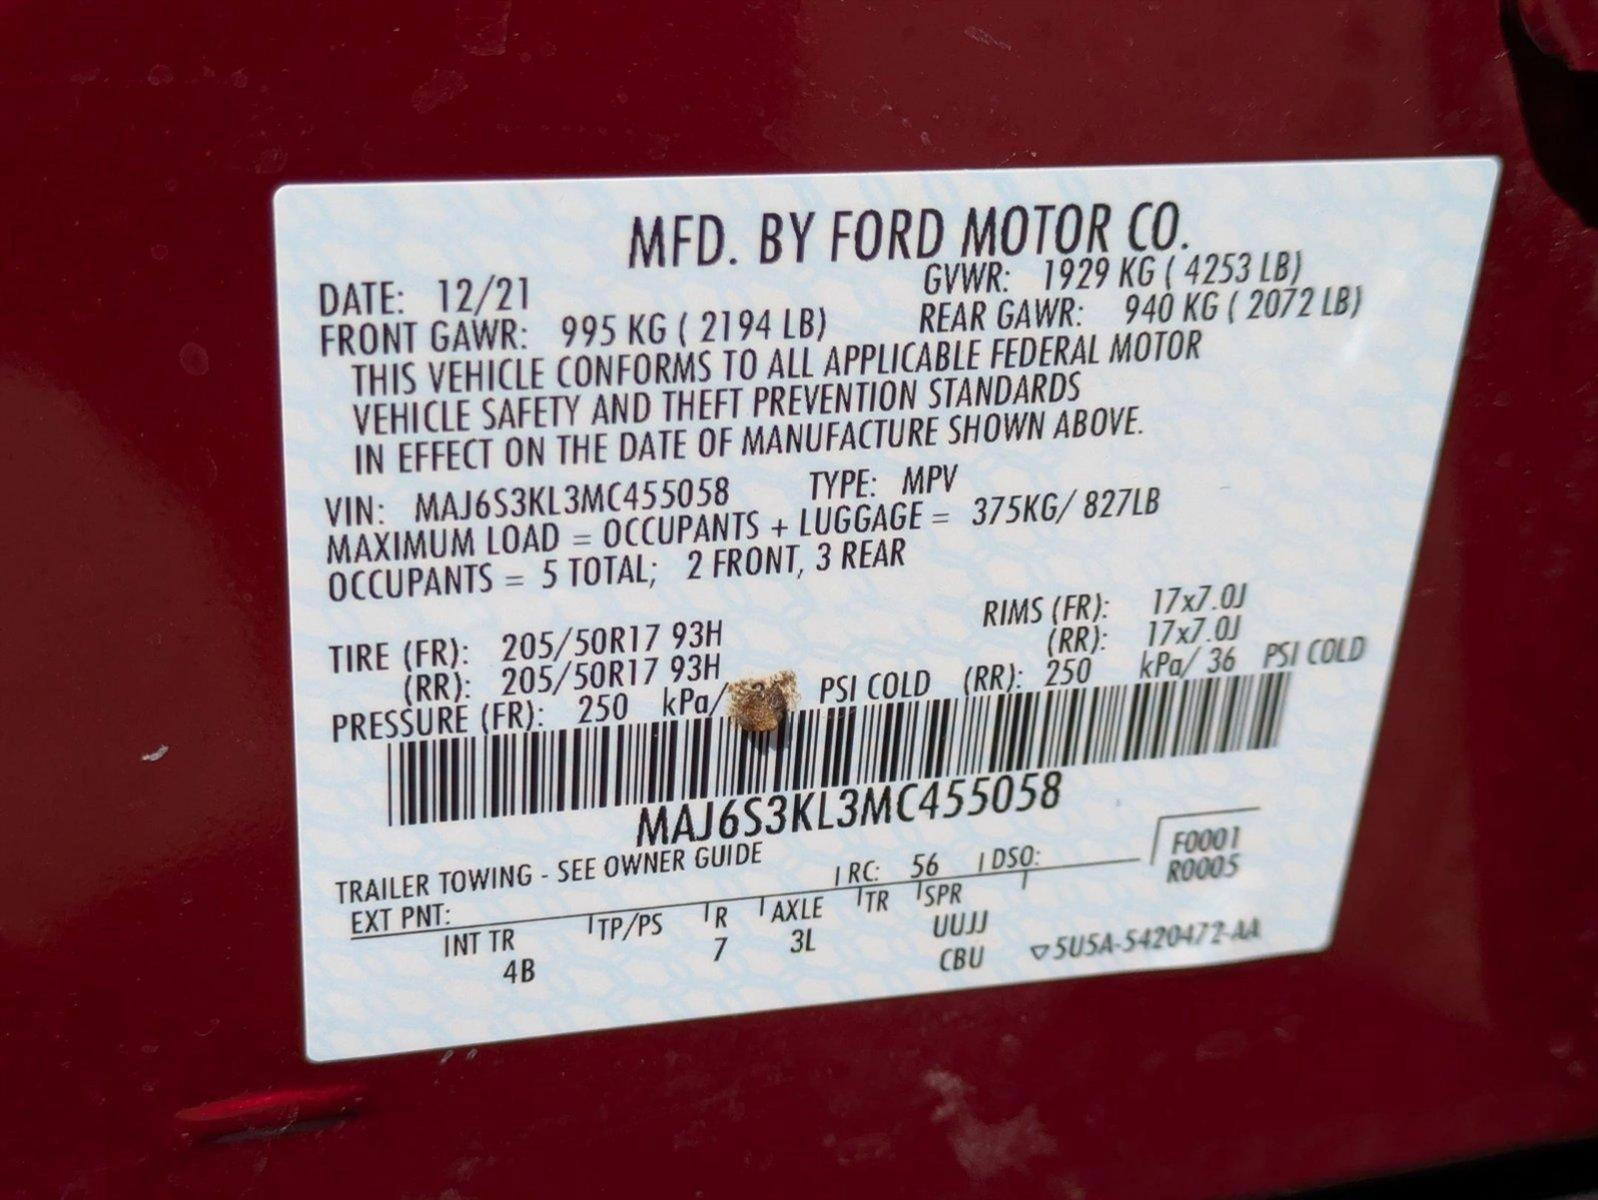 MFD. BY FORD MOTOR CO.
DATE: 12/21 GVWR: 1929 KG ( 4253 LB)
FRONT GAWR: 995 KG ( 2194 LB) REAR GAWR: 940 KG ( 2072 LB)
THIS VEHICLE CONFORMS TO ALL APPLICABLE FEDERAL MOTOR
VEHICLE SAFETY AND THEFT PREVENTION STANDARDS
IN EFFECT ON THE DATE OF MANUFACTURE SHOWN ABOVE.
VIN: MAJ6S3KL3MC455058 TYPE: MPV
MAXIMUM LOAD = OCCUPANTS + LUGGAGE = 375KG/ 827LB
OCCUPANTS = 5 TOTAL; 2 FRONT, 3 REAR
TIRE (FR): 205/50R17 93H RIMS (FR): 17x7.0J
(RR): 205/50R17 93H (RR): 17x7.0J
PRESSURE (FR): 250 kPa/ PSI COLD (RR): 250 kPa/ 36 PSI COLD
MAJ6S3KL3MC455058
TRAILER TOWING - SEE OWNER GUIDE
EXT PNT: RC: 56 DSO: F0001
R0005
INT TR TP/PS R AXLE TR SPR
4B 7 3L UUJJ
CBU ▽5U5A-5420472-AA